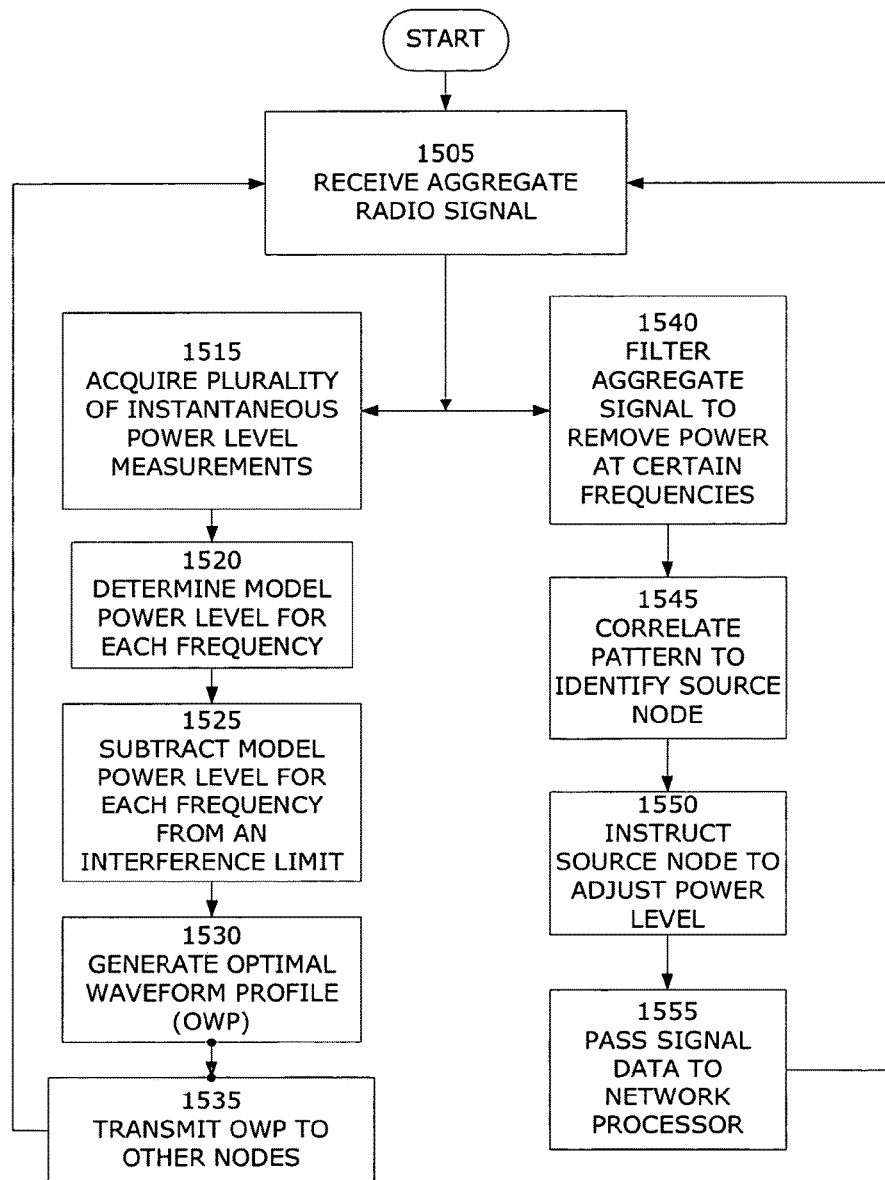 START
1505
RECEIVE AGGREGATE
RADIO SIGNAL
1515
ACQUIRE PLURALITY
OF INSTANTANEOUS
POWER LEVEL
MEASUREMENTS
1520
DETERMINE MODEL
POWER LEVEL FOR
EACH FREQUENCY
1525
SUBTRACT MODEL
POWER LEVEL FOR
EACH FREQUENCY
FROM AN
INTERFERENCE LIMIT
1530
GENERATE OPTIMAL
WAVEFORM PROFILE
(OWP)
1535
TRANSMIT OWP TO
OTHER NODES
1540
FILTER
AGGREGATE
SIGNAL TO
REMOVE POWER
AT CERTAIN
FREQUENCIES
1545
CORRELATE
PATTERN TO
IDENTIFY SOURCE
NODE
1550
INSTRUCT
SOURCE NODE TO
ADJUST POWER
LEVEL
1555
PASS SIGNAL
DATA TO
NETWORK
PROCESSOR